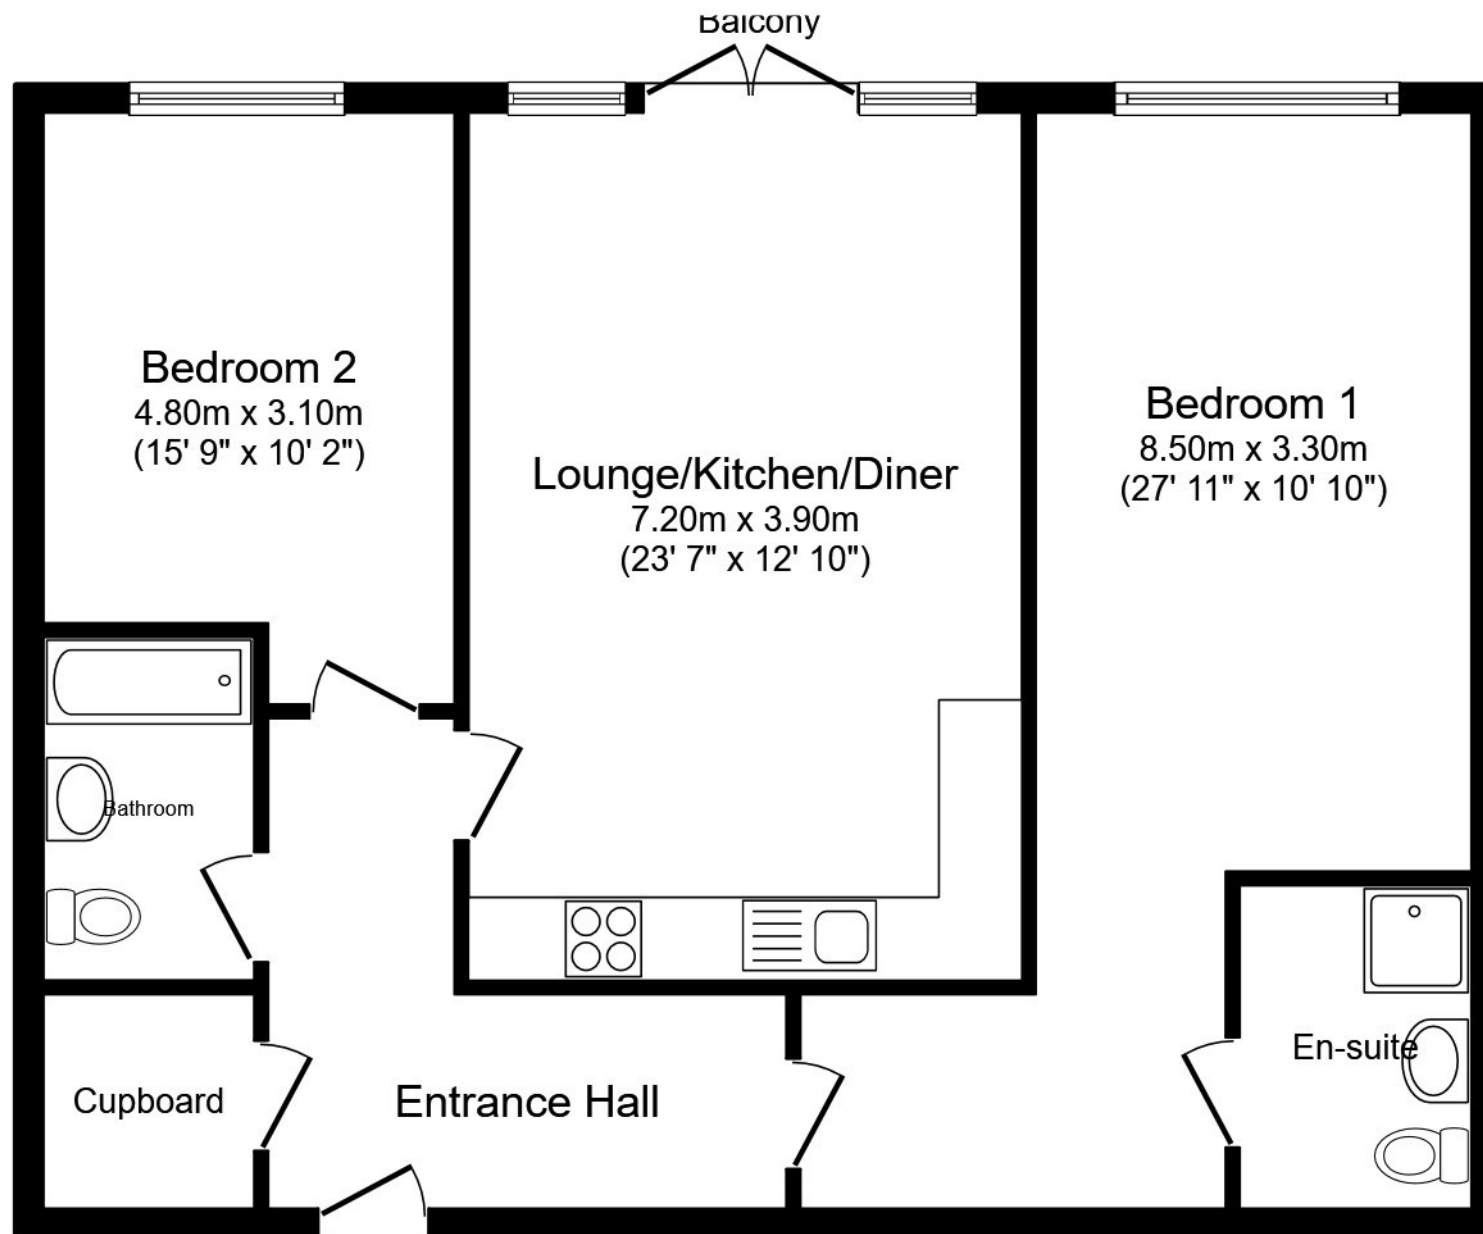 Balcony
Bedroom 2
4.80m x 3.10m
(15' 9" x 10' 2")
Bedroom 1
8.50m x 3.30m
(27' 11" x 10' 10")
Lounge/Kitchen/Diner
7.20m x 3.90m
(23' 7" x 12' 10")
Bathroom
En-suite
Cupboard
Entrance Hall